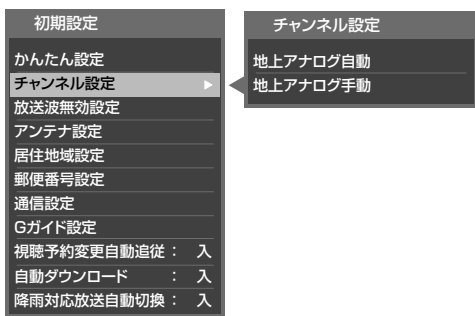 初期設定
かんたん設定
チャンネル設定
放送波無効設定
アンテナ設定
居住地域設定
郵便番号設定
通信設定
Gガイド設定
視聴予約変更自動追従： 入
自動ダウンロード ： 入
降雨対応放送自動切換： 入
チャンネル設定
地上アナログ自動
地上アナログ手動